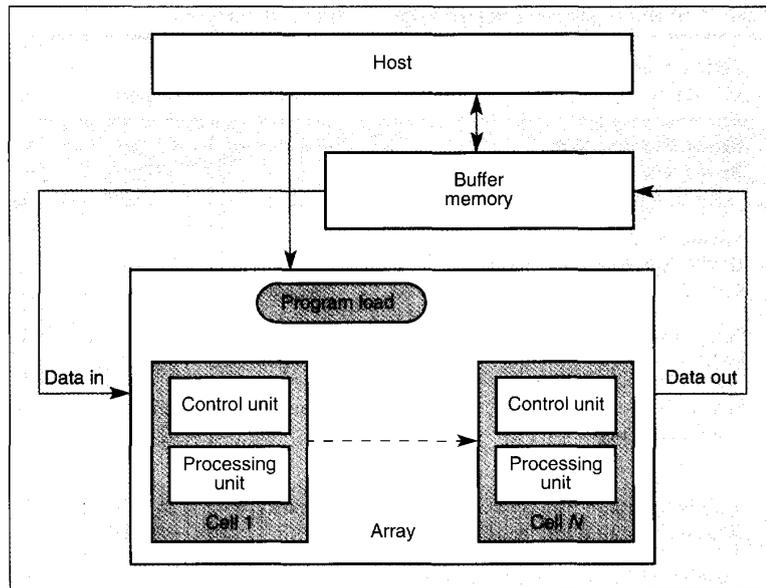 Host
Buffer
memory
Program load
Data in
Data out
Control unit
Processing
unit
Cell 1
Control unit
Processing
unit
Cell N
Array